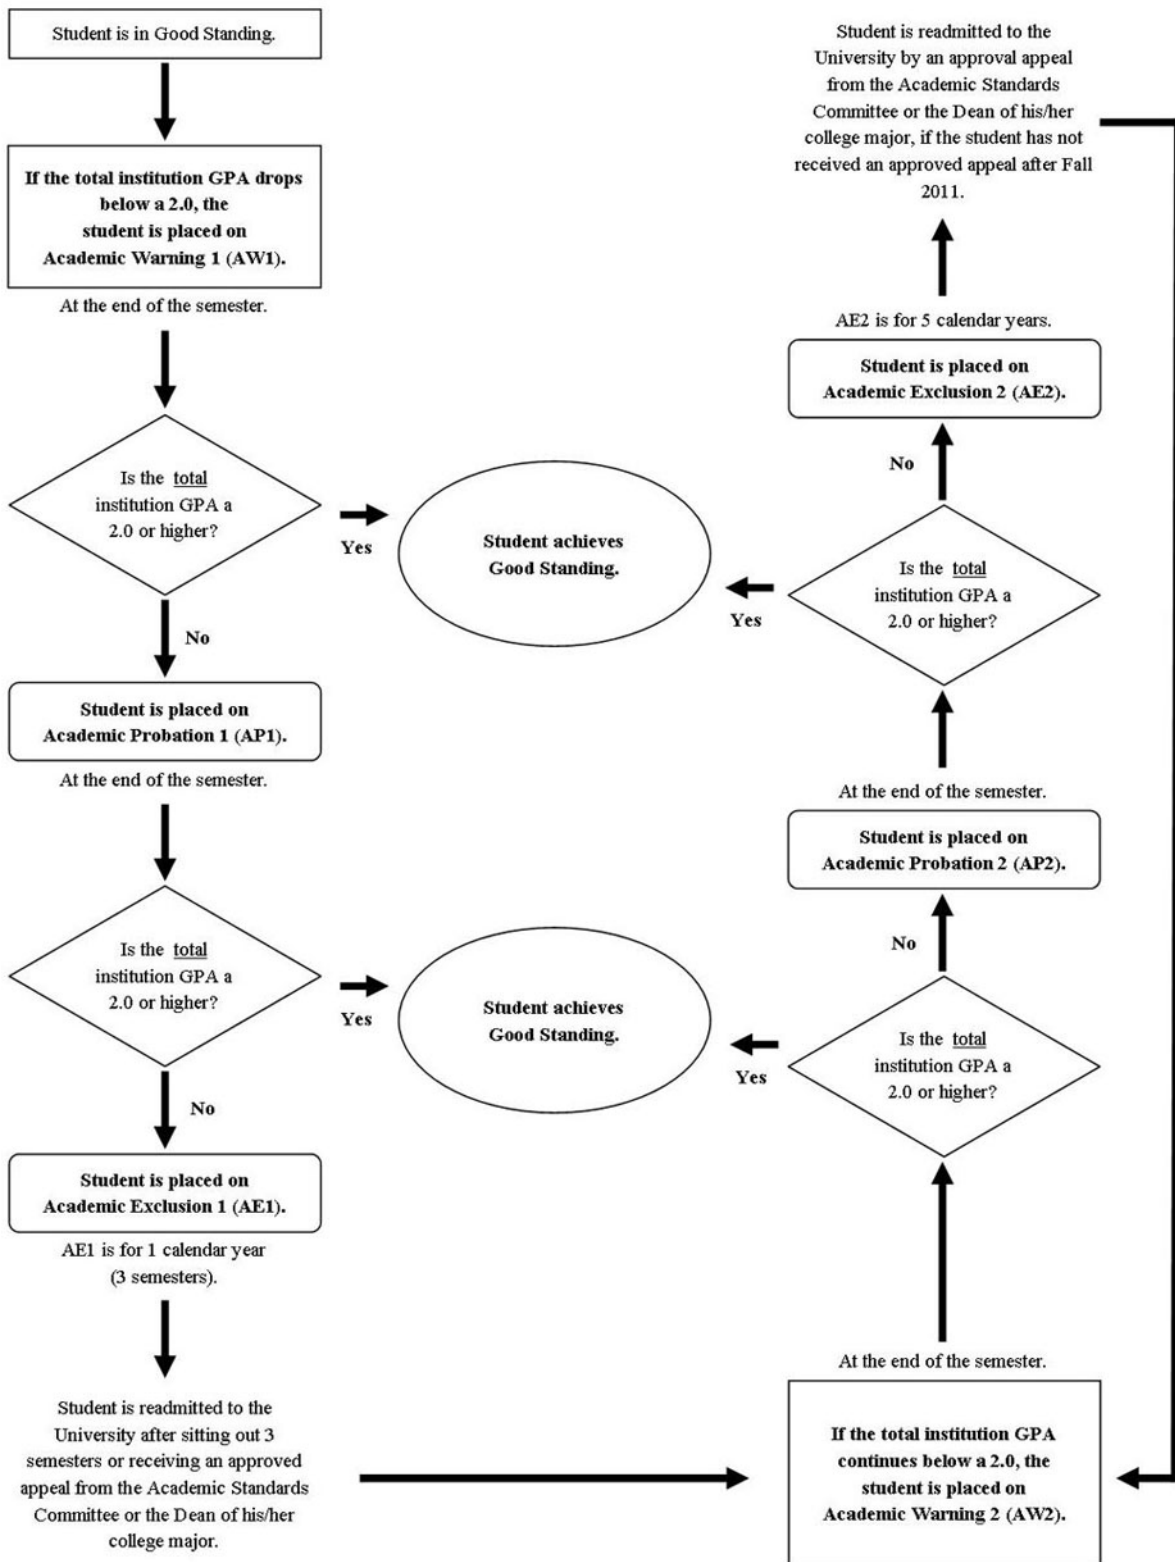 Student is in Good Standing.
If the total institution GPA drops
below a 2.0, the
student is placed on
Academic Warning 1 (AW1).
At the end of the semester.
Is the total
institution GPA a
2.0 or higher?
Yes
No
Student achieves
Good Standing.
Student is placed on
Academic Probation 1 (AP1).
At the end of the semester.
Is the total
institution GPA a
2.0 or higher?
Yes
No
Student achieves
Good Standing.
Student is placed on
Academic Exclusion 1 (AE1).
AE1 is for 1 calendar year
(3 semesters).
Student is readmitted to the
University after sitting out 3
semesters or receiving an approved
appeal from the Academic Standards
Committee or the Dean of his/her
college major.
If the total institution GPA
continues below a 2.0, the
student is placed on
Academic Warning 2 (AW2).
At the end of the semester.
Is the total
institution GPA a
2.0 or higher?
Yes
No
Student is placed on
Academic Probation 2 (AP2).
At the end of the semester.
Is the total
institution GPA a
2.0 or higher?
Yes
No
Student is placed on
Academic Exclusion 2 (AE2).
AE2 is for 5 calendar years.
Student is readmitted to the
University by an approval appeal
from the Academic Standards
Committee or the Dean of his/her
college major, if the student has not
received an approved appeal after Fall
2011.